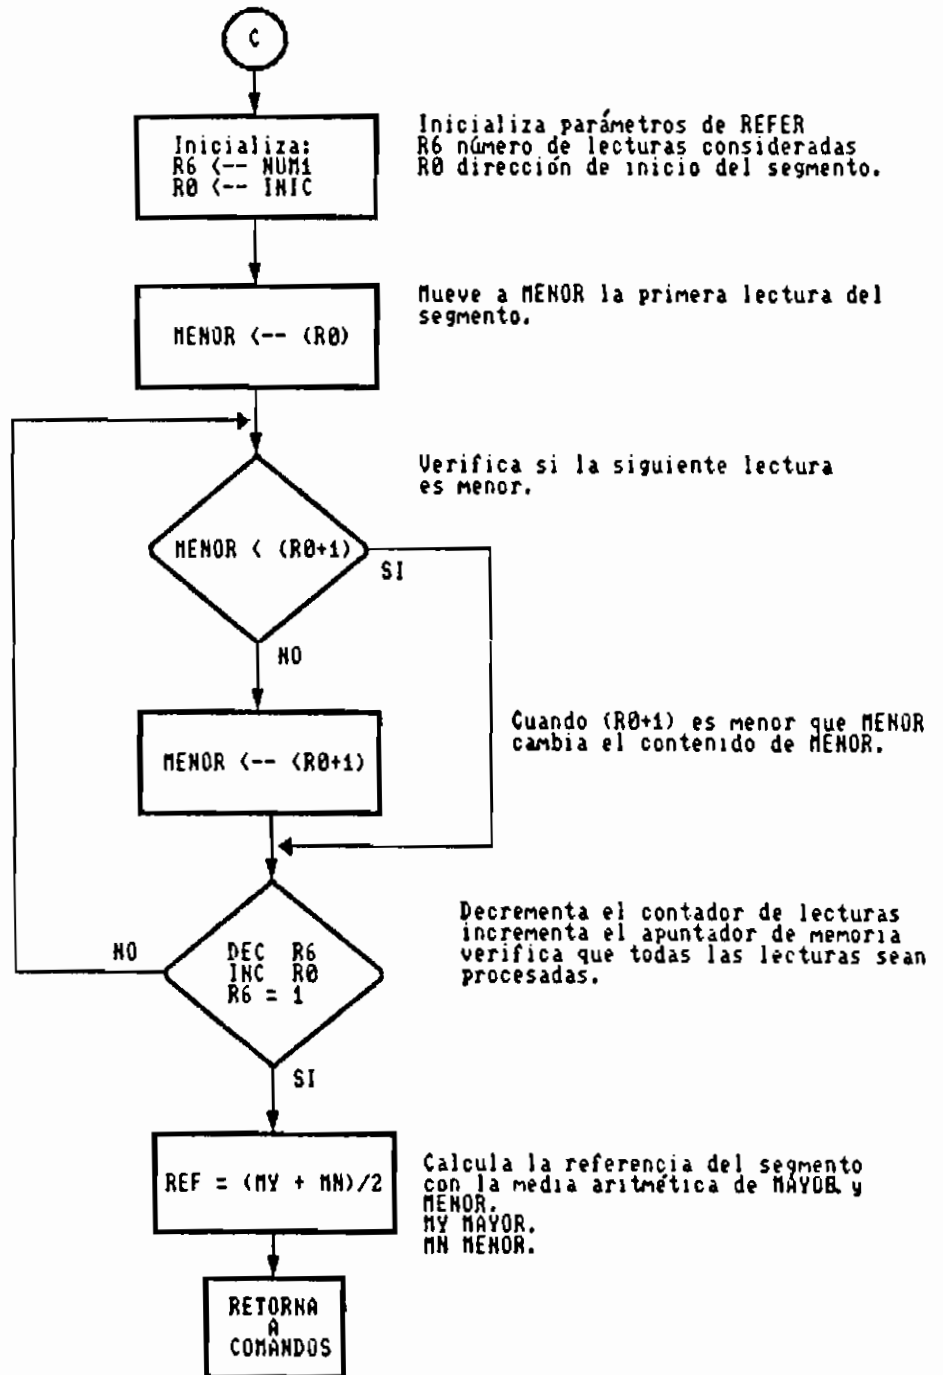 C
Inicializa:
R6 <-- NUM1
R0 <-- INIC
Inicializa parámetros de REFER
R6 número de lecturas consideradas
R0 dirección de inicio del segmento.
MENOR <-- (R0)
Mueve a MENOR la primera lectura del
segmento.
MENOR < (R0+1)
SI
NO
Verifica si la siguiente lectura
es menor.
MENOR <-- (R0+1)
Cuando (R0+1) es menor que MENOR
cambia el contenido de MENOR.
NO
DEC R6
INC R0
R6 = 1
SI
Decrementa el contador de lecturas
incrementa el apuntador de memoria
verifica que todas las lecturas sean
procesadas.
REF = (MY + MN)/2
Calcula la referencia del segmento
con la media aritmética de MAYOR y
MENOR.
MY MAYOR.
MN MENOR.
RETORNA
A
COMANDOS